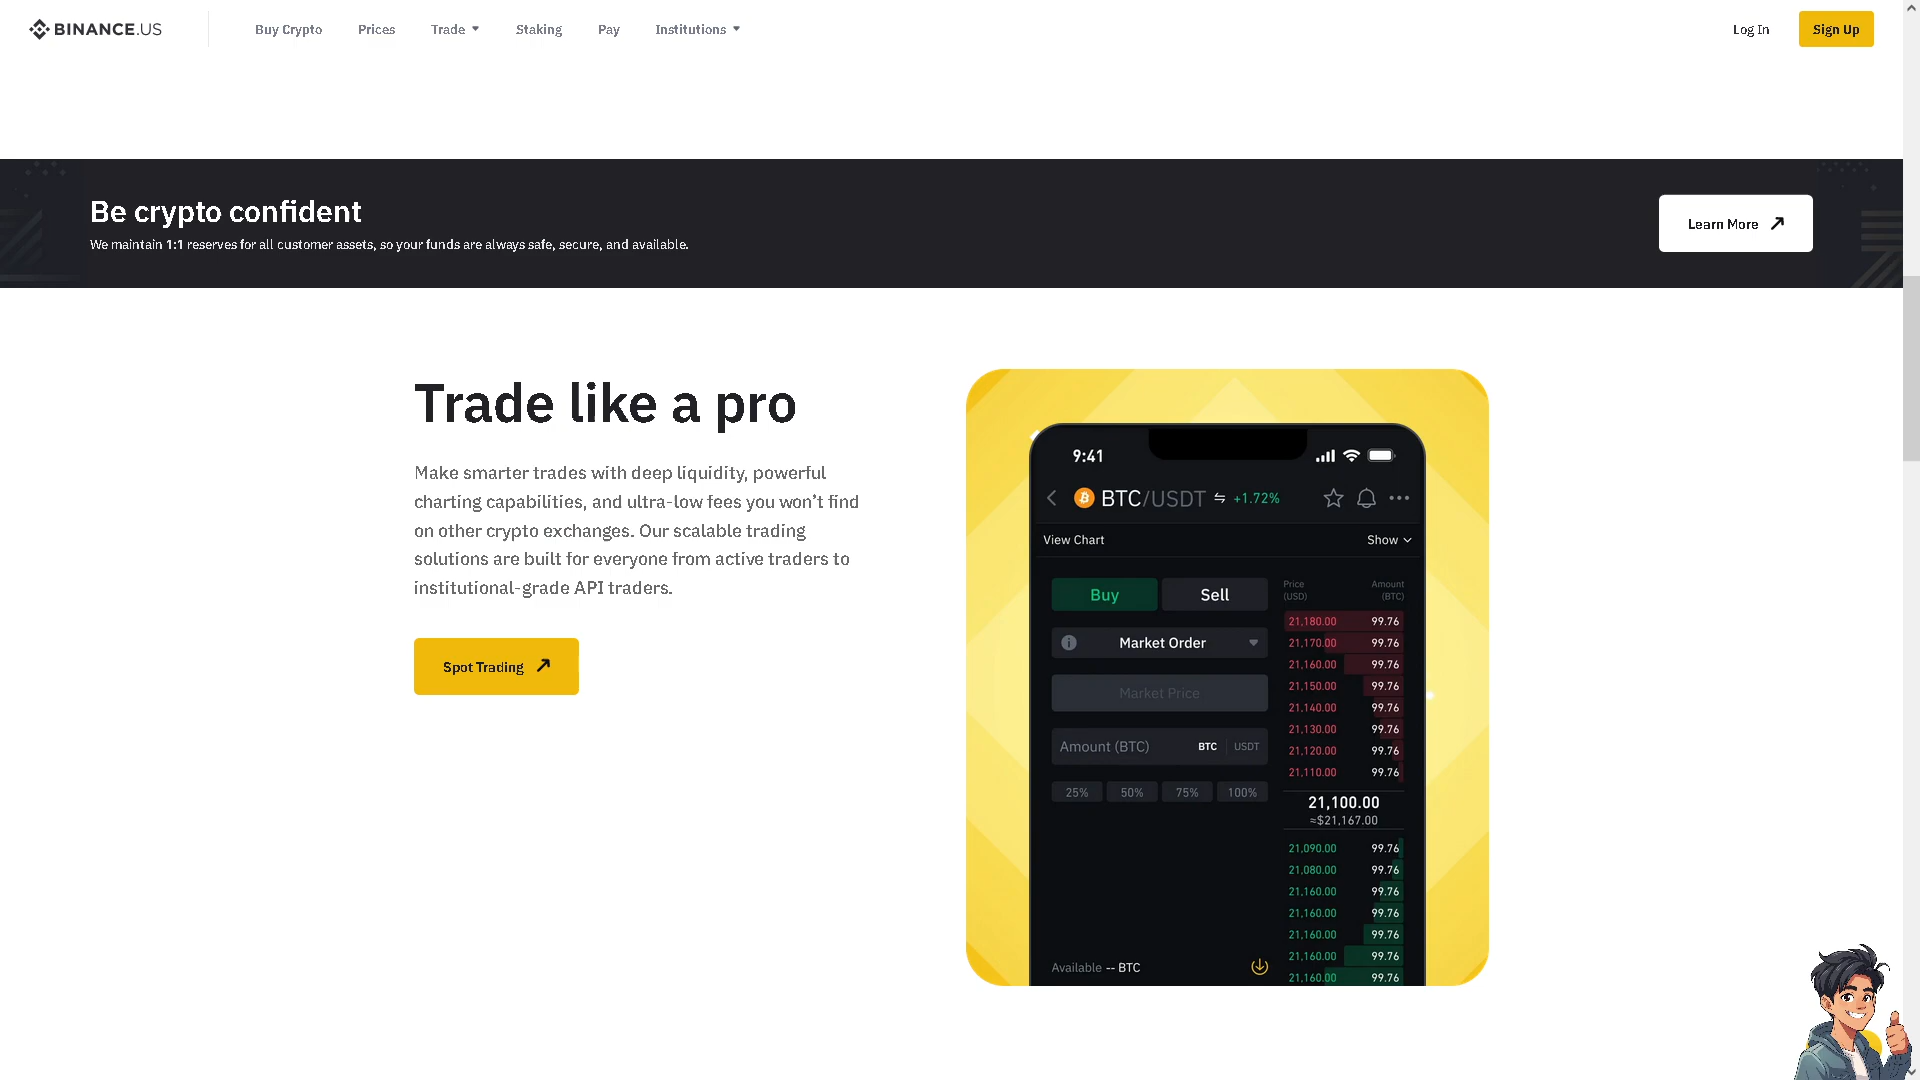 BINANCE.US
Buy Crypto
Prices
Trade
Staking
Pay
Institutions
Log In
Sign Up
Be crypto confident
We maintain 1:1 reserves for all customer assets, so your funds are always safe, secure, and available.
Learn More
Trade like a pro
Make smarter trades with deep liquidity, powerful
charting capabilities, and ultra-low fees you won’t find
on other crypto exchanges. Our scalable trading
solutions are built for everyone from active traders to
institutional-grade API traders.
Spot Trading
9:41
BTC/USDT +1.72%
View Chart
Show
Buy
Sell
Market Order
Market Price
Amount (BTC) BTC USDT
25% 50% 75% 100%
Available -- BTC
Price Amount
(USD) (BTC)
21,180.00 99.76
21,170.00 99.76
21,160.00 99.76
21,150.00 99.76
21,140.00 99.76
21,130.00 99.76
21,120.00 99.76
21,110.00 99.76
21,100.00
≈$21,167.00
21,090.00 99.76
21,080.00 99.76
21,160.00 99.76
21,160.00 99.76
21,160.00 99.76
21,160.00 99.76
21,160.00 99.76